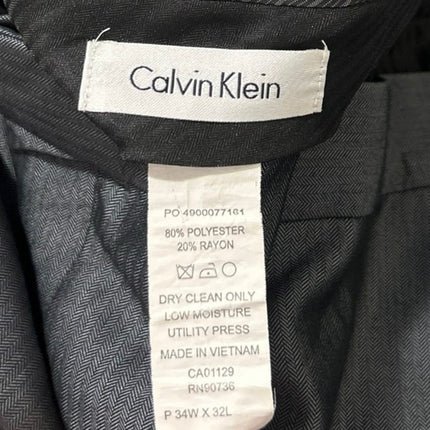 Calvin Klein
PO 4900077161
80% POLYESTER
20% RAYON
DRY CLEAN ONLY
LOW MOISTURE
UTILITY PRESS
MADE IN VIETNAM
CA01129
RN90736
P 34W X 32L